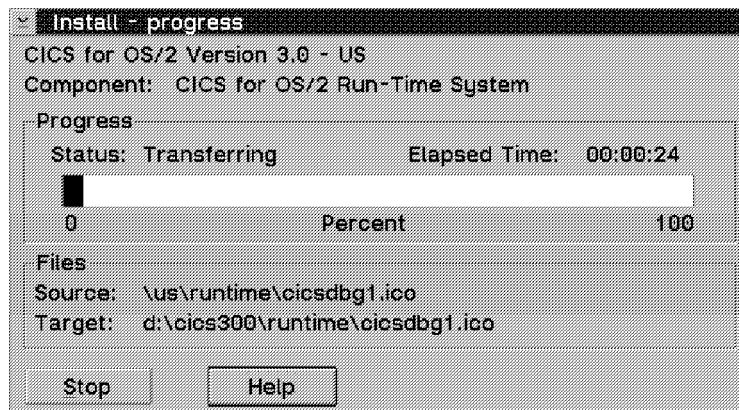 Install - progress
CICS for OS/2 Version 3.0 - US
Component: CICS for OS/2 Run-Time System
Progress
Status: Transferring Elapsed Time: 00:00:24
0 Percent 100
Files
Source: \us\runtime\cicsdbg1.ico
Target: d:\cics300\runtime\cicsdbg1.ico
Stop Help